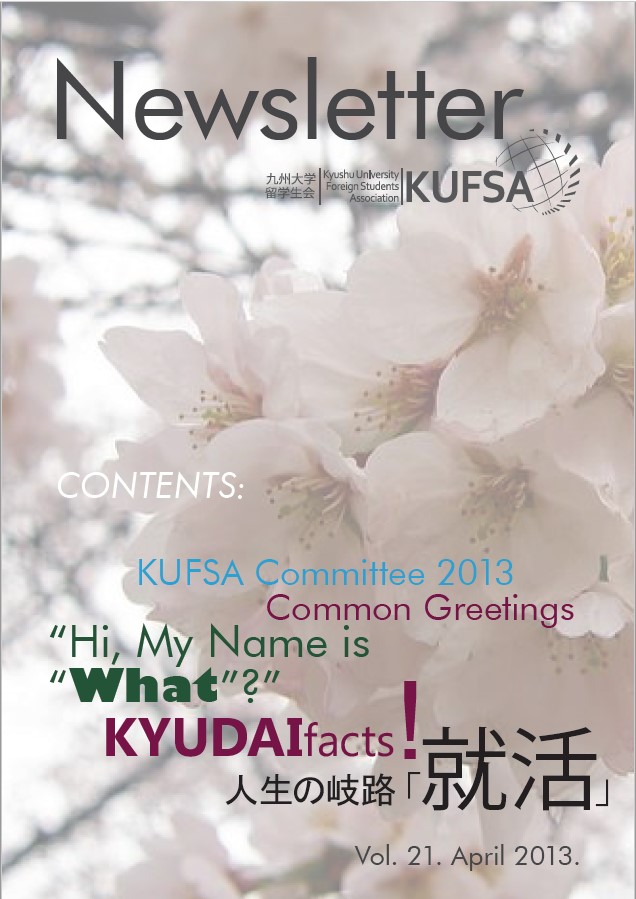 Newsletter
九州大学
留学生会
Kyushu University
Foreign Students
Association
KUFSA
CONTENTS:
KUFSA Committee 2013
Common Greetings
“Hi, My Name is
“What”?”
KYUDAIfacts!
人生の岐路「就活」
Vol. 21. April 2013.